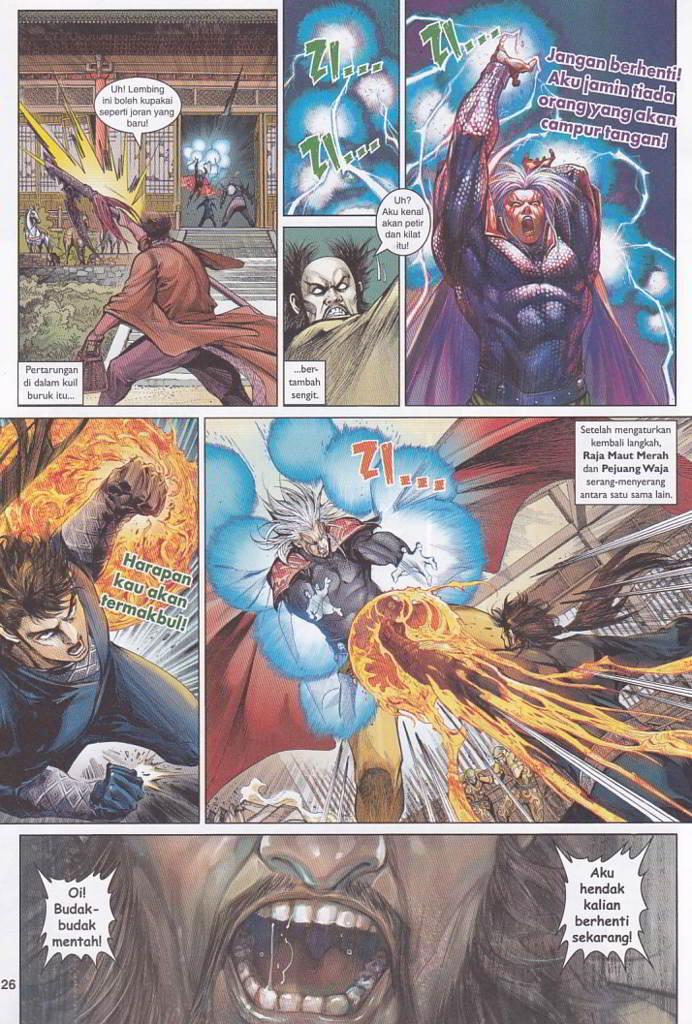 Uh! Lembing
ini boleh kupakai
seperti joran yang
baru!
Pertarungan
di dalam kuil
buruk itu...
ZI...
ZI...
Uh?
Aku kenal
akan petir
dan kilat
itu!
...ber-
tambah
sengit.
ZI...
Jangan berhenti!
Aku jamin tiada
orang yang akan
campur tangan!
Harapan
kau akan
termakbul!
ZI...
Setelah mengaturkan
kembali langkah,
Raja Maut Merah
dan Pejuang Waja
serang-menyerang
antara satu sama lain.
Oi!
Budak-
budak
mentah!
Aku
hendak
kalian
berhenti
sekarang!
26